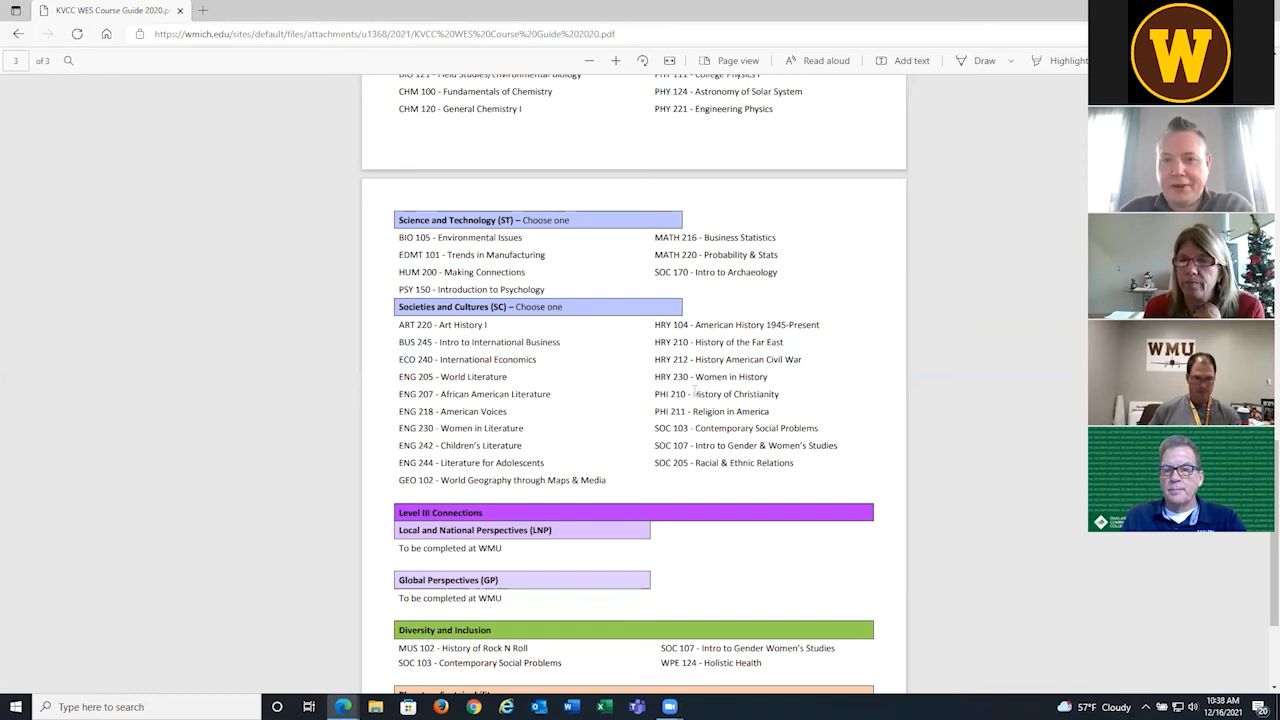 KVCC WES Course Guide 2020.p
https://wmich.edu/sites/default/files/attachments/u1368/2021/KVCC%20WES%20Course%20Guide%202020.pdf
of 3
Page view
Read aloud
Add text
Draw
Highlight
BIO 121 - Field Studies/Environmental Biology
PHY 111 - College Physics I
CHM 100 - Fundamentals of Chemistry
PHY 124 - Astronomy of Solar System
CHM 120 - General Chemistry I
PHY 221 - Engineering Physics
Science and Technology (ST) – Choose one
BIO 105 - Environmental Issues
MATH 216 - Business Statistics
EDMT 101 - Trends in Manufacturing
MATH 220 - Probability & Stats
HUM 200 - Making Connections
SOC 170 - Intro to Archaeology
PSY 150 - Introduction to Psychology
Societies and Cultures (SC) – Choose one
ART 220 - Art History I
HRY 104 - American History 1945-Present
BUS 245 - Intro to International Business
HRY 210 - History of the Far East
ECO 240 - International Economics
HRY 212 - History American Civil War
ENG 205 - World Literature
HRY 230 - Women in History
ENG 207 - African American Literature
PHI 210 - History of Christianity
ENG 218 - American Voices
PHI 211 - Religion in America
ENG 230 - Women in Literature
SOC 103 - Contemporary Social Problems
ENG 242 - Children's Literature
SOC 107 - Intro to Gender & Women's Studies
ENG 244 - Literature for Adolescents
SOC 205 - Racial & Ethnic Relations
GEO 102 - World Geography through Maps & Media
Level III Connections
Local and National Perspectives (LNP)
To be completed at WMU
Global Perspectives (GP)
To be completed at WMU
Diversity and Inclusion
MUS 102 - History of Rock N Roll
SOC 107 - Intro to Gender Women's Studies
SOC 103 - Contemporary Social Problems
WPE 124 - Holistic Health
W
WMU
Type here to search
57°F Cloudy
10:38 AM
12/16/2021
20